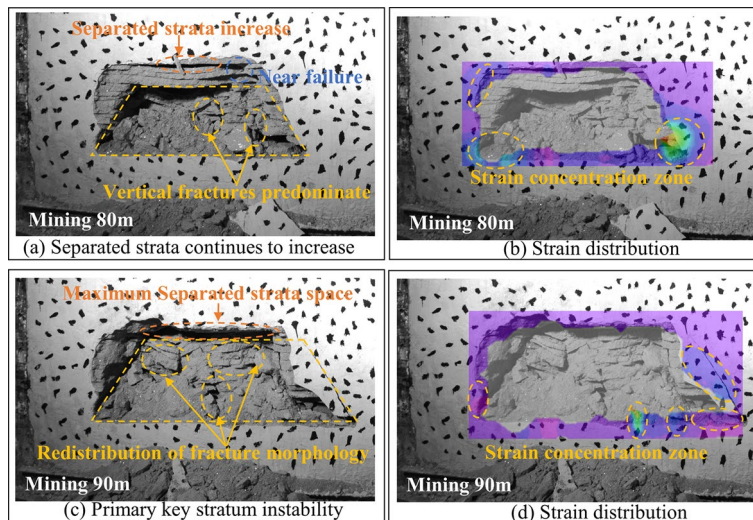 Separated strata increase
Near failure
Vertical fractures predominate
Mining 80m
(a) Separated strata continues to increase
Strain concentration zone
Mining 80m
(b) Strain distribution
Maximum Separated strata space
Redistribution of fracture morphology
Mining 90m
(c) Primary key stratum instability
Strain concentration zone
Mining 90m
(d) Strain distribution